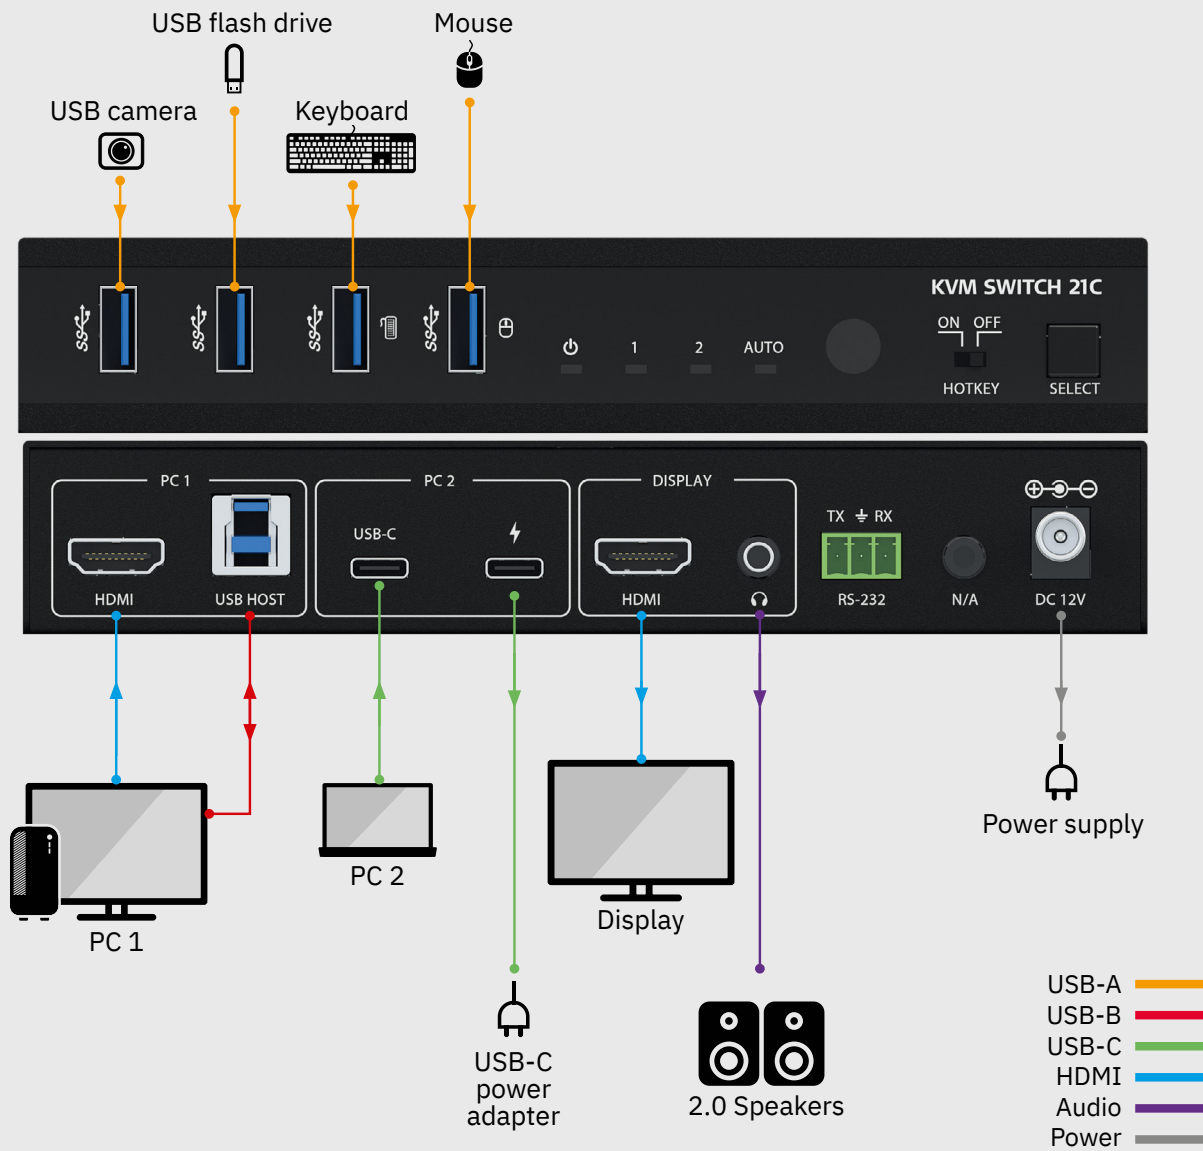 USB flash drive
Mouse
USB camera
Keyboard
KVM SWITCH 21C
ON OFF
1
2
AUTO
HOTKEY
SELECT
PC 1
PC 2
DISPLAY
TX RX
USB-C
HDMI
USB HOST
HDMI
RS-232
N/A
DC 12V
Power supply
PC 2
Display
PC 1
USB-C
power
adapter
2.0 Speakers
USB-A
USB-B
USB-C
HDMI
Audio
Power